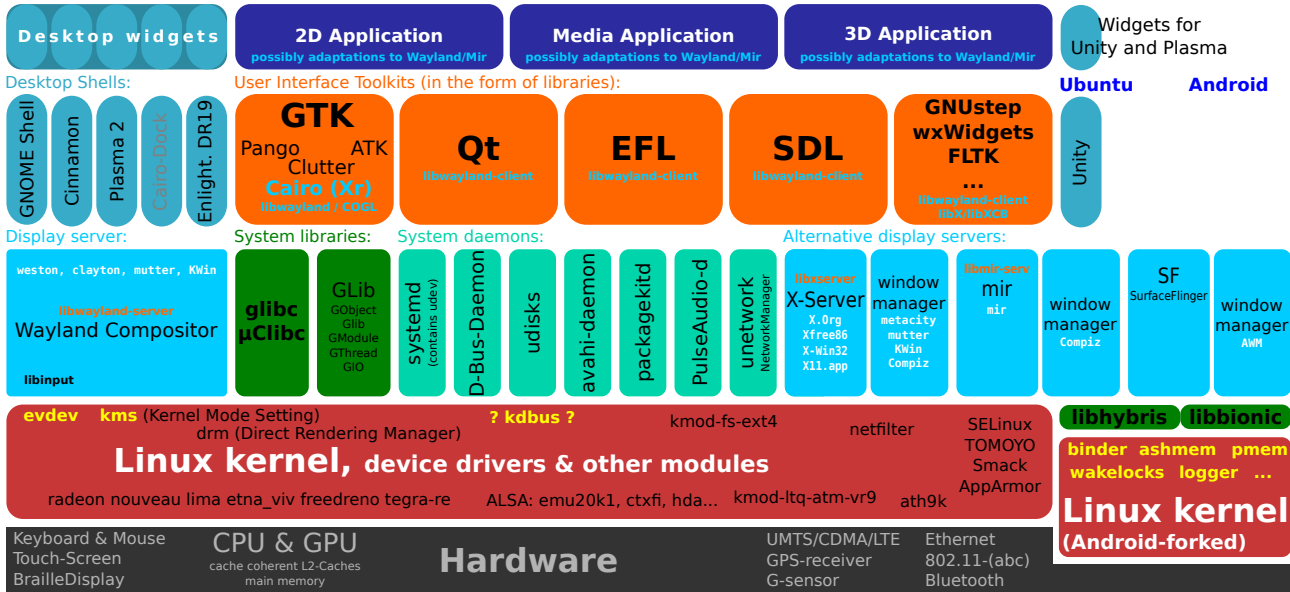 Desktop widgets
2D Application
possibly adaptations to Wayland/Mir
Media Application
possibly adaptations to Wayland/Mir
3D Application
possibly adaptations to Wayland/Mir
Widgets for
Unity and Plasma
Desktop Shells:
User Interface Toolkits (in the form of libraries):
Ubuntu
Android
GNOME Shell
Cinnamon
Plasma 2
Cairo-Dock
Enlight. DR19
GTK
Pango
ATK
Clutter
Cairo (Xr)
libwayland / COGL
Qt
libwayland-client
EFL
libwayland-client
SDL
libwayland-client
GNUstep
wxWidgets
FLTK
...
libwayland-client
libX/libXCB
Unity
Display server:
System libraries:
System daemons:
Alternative display servers:
weston, clayton, mutter, KWin
libwayland-server
Wayland Compositor
libinput
glibc
µClibc
GLib
GObject
Glib
GModule
GThread
GIO
systemd
(contains udev)
D-Bus-Daemon
udisks
avahi-daemon
packagekitd
PulseAudio-d
unetwork
NetworkManager
libxserver
X-Server
X.Org
Xfree86
X-Win32
X11.app
window
manager
metacity
mutter
KWin
Compiz
libmir-serv
mir
mir
window
manager
Compiz
SF
SurfaceFlinger
window
manager
AWM
evdev
kms (Kernel Mode Setting)
drm (Direct Rendering Manager)
? kdbus ?
kmod-fs-ext4
netfilter
SELinux
TOMOYO
Smack
AppArmor
Linux kernel, device drivers & other modules
radeon nouveau lima etna_viv freedreno tegra-re
ALSA: emu20k1, ctxfi, hda...
kmod-ltq-atm-vr9
ath9k
libhybris
libbionic
binder ashmem pmem
wakelocks logger ...
Linux kernel
(Android-forked)
Keyboard & Mouse
Touch-Screen
BrailleDisplay
CPU & GPU
cache coherent L2-Caches
main memory
Hardware
UMTS/CDMA/LTE
GPS-receiver
G-sensor
Ethernet
802.11-(abc)
Bluetooth